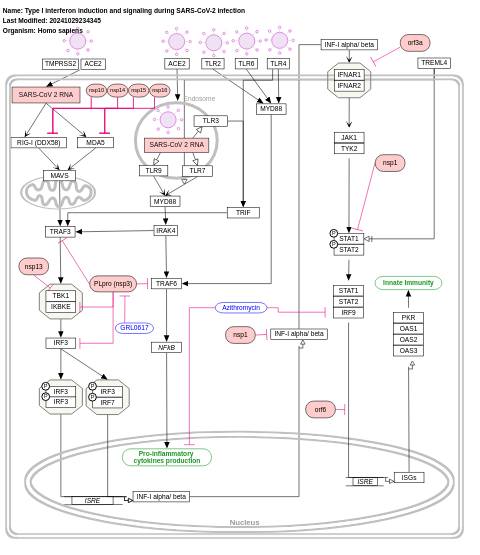 Name: Type I interferon induction and signaling during SARS-CoV-2 infection
Last Modified: 20241029234345
Organism: Homo sapiens
TMPRSS2
ACE2
ACE2
TLR2
TLR6
TLR4
INF-I alpha/ beta
orf3a
TREML4
IFNAR1
IFNAR2
SARS-CoV-2 RNA
nsp10
nsp14
nsp15
nsp16
Endosome
MYD88
TLR3
RIG-I (DDX58)
MDA5
SARS-CoV-2 RNA
JAK1
TYK2
nsp1
MAVS
TLR9
TLR7
MYD88
TRIF
TRAF3
IRAK4
P
STAT1
P
STAT2
nsp13
PLpro (nsp3)
TRAF6
Innate immunity
TBK1
IKBKE
STAT1
STAT2
IRF9
Azithromycin
GRL0617
PKR
OAS1
OAS2
OAS3
IRF3
NFkB
nsp1
INF-I alpha/ beta
P
IRF3
P
IRF3
P
IRF3
P
IRF7
orf6
Pro-inflammatory
cytokines production
ISRE
INF-I alpha/ beta
ISRE
ISGs
Nucleus